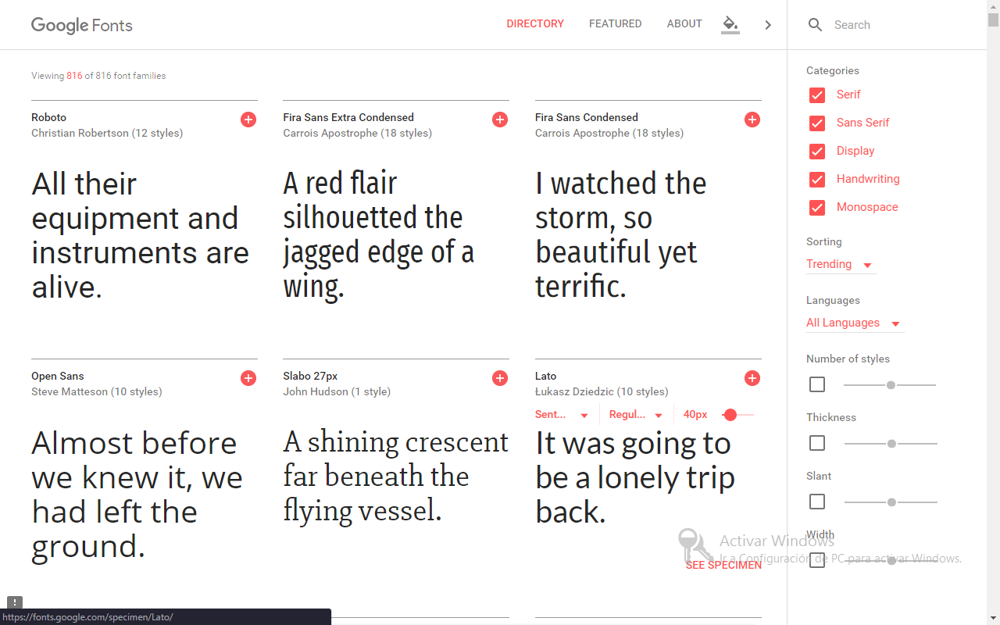 Google Fonts
DIRECTORY
FEATURED
ABOUT
Search
Viewing 816 of 816 font families
Roboto
Christian Robertson (12 styles)
All their
equipment and
instruments are
alive.
Fira Sans Extra Condensed
Carrois Apostrophe (18 styles)
A red flair
silhouetted the
jagged edge of a
wing.
Fira Sans Condensed
Carrois Apostrophe (18 styles)
I watched the
storm, so
beautiful yet
terrific.
Open Sans
Steve Matteson (10 styles)
Almost before
we knew it, we
had left the
ground.
Slabo 27px
John Hudson (1 style)
A shining crescent
far beneath the
flying vessel.
Lato
Łukasz Dziedzic (10 styles)
Sent...
Regul...
40px
It was going to
be a lonely trip
back.
SEE SPECIMEN
Categories
Serif
Sans Serif
Display
Handwriting
Monospace
Sorting
Trending
Languages
All Languages
Number of styles
Thickness
Slant
Width
Activar Windows
Ir a Configuración de PC para activar Windows.
https://fonts.google.com/specimen/Lato/